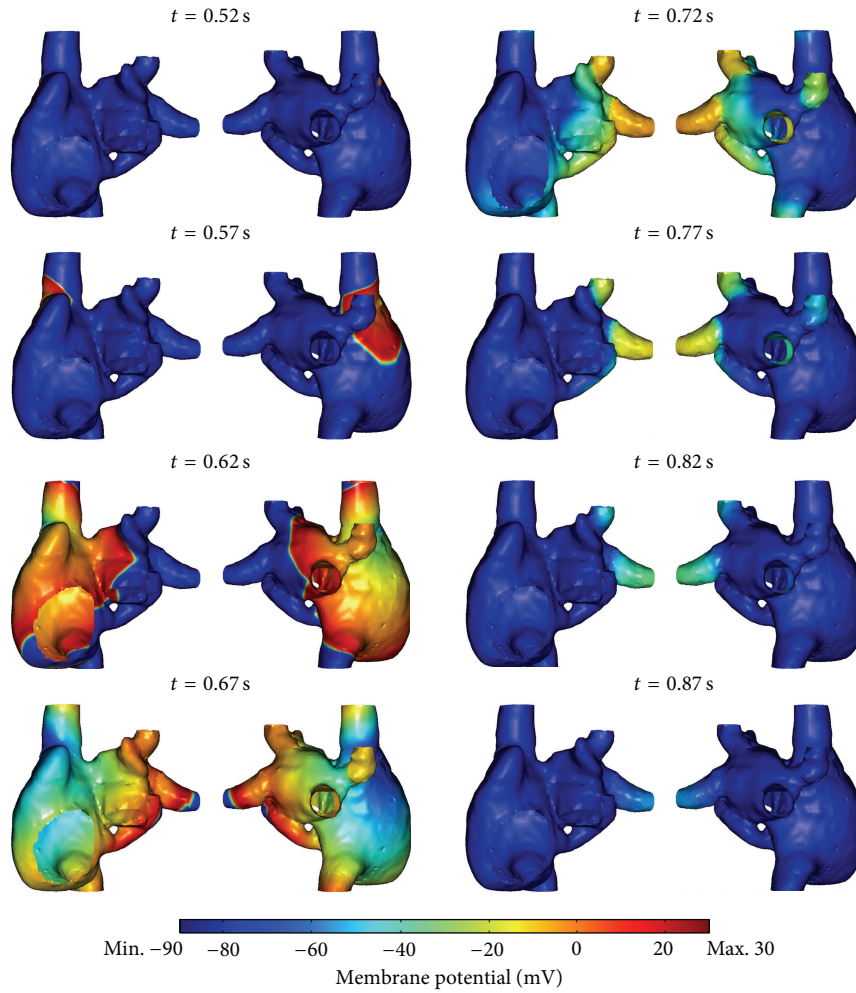 t = 0.52 s
t = 0.72 s
t = 0.57 s
t = 0.77 s
t = 0.62 s
t = 0.82 s
t = 0.67 s
t = 0.87 s
Min. −90 −80 −60 −40 −20 0 20 Max. 30
Membrane potential (mV)